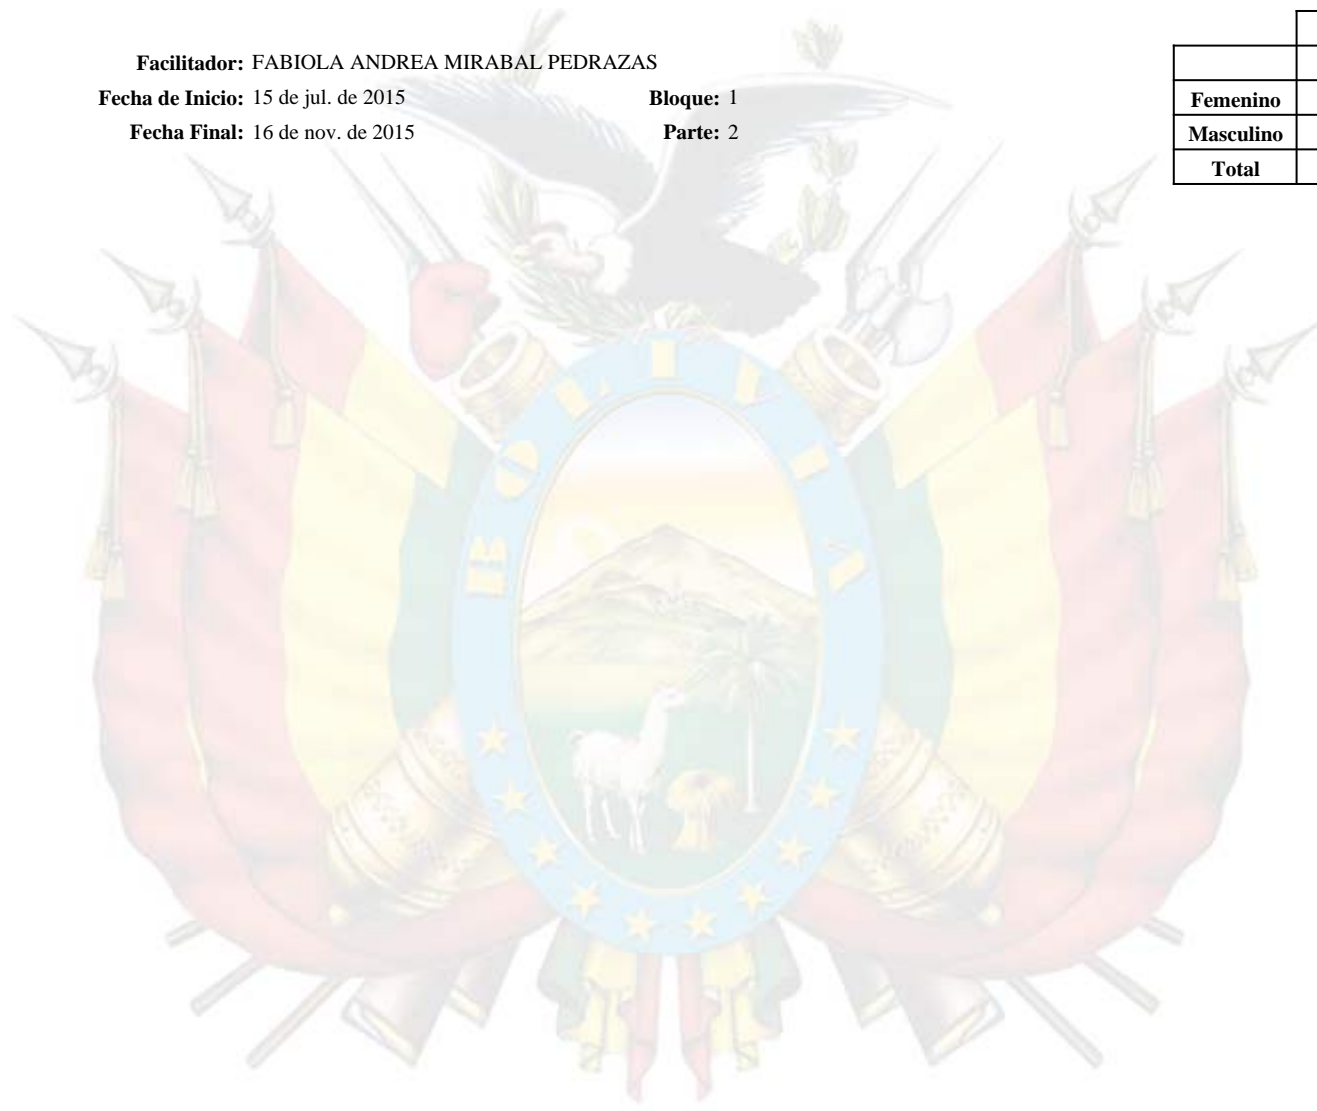 Facilitador: FABIOLA ANDREA MIRABAL PEDRAZAS
Fecha de Inicio: 15 de jul. de 2015 Bloque: 1
Fecha Final: 16 de nov. de 2015 Parte: 2
Femenino
Masculino
Total
BOLIVIA